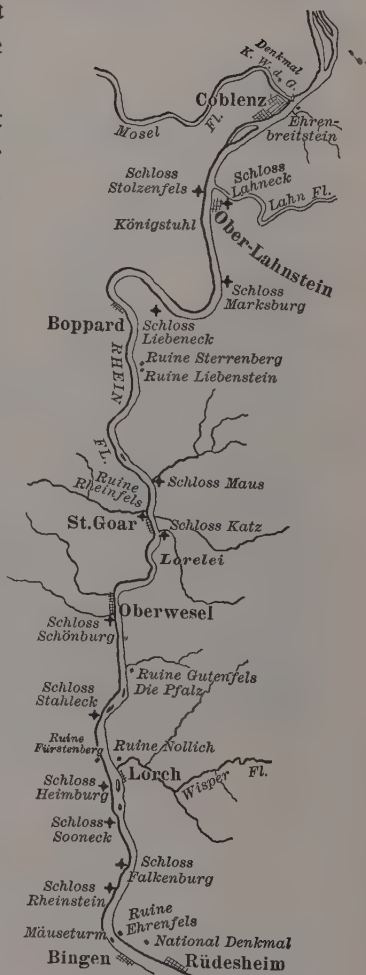 Denkmal
K. W. d. G.
Coblenz
Ehren-
breitstein
Mosel Fl.
Schloss
Stolzenfels
Schloss
Lahneck
Lahn Fl.
Königstuhl
Ober-Lahnstein
Schloss
Marksburg
Boppard
Schloss
Liebeneck
RHEIN FL.
Ruine Sterrenberg
Ruine Liebenstein
Ruine
Rheinfels
Schloss Maus
St. Goar
Schloss Katz
Lorelei
Oberwesel
Schloss
Schönburg
Ruine Gutenfels
Die Pfalz
Schloss
Stahleck
Ruine
Fürstenberg
Ruine Nollich
Lorch
Wisper Fl.
Schloss
Heimburg
Schloss
Sooneck
Schloss
Falkenburg
Schloss
Rheinstein
Ruine
Ehrenfels
Mäuseturm
National Denkmal
Bingen
Rüdesheim